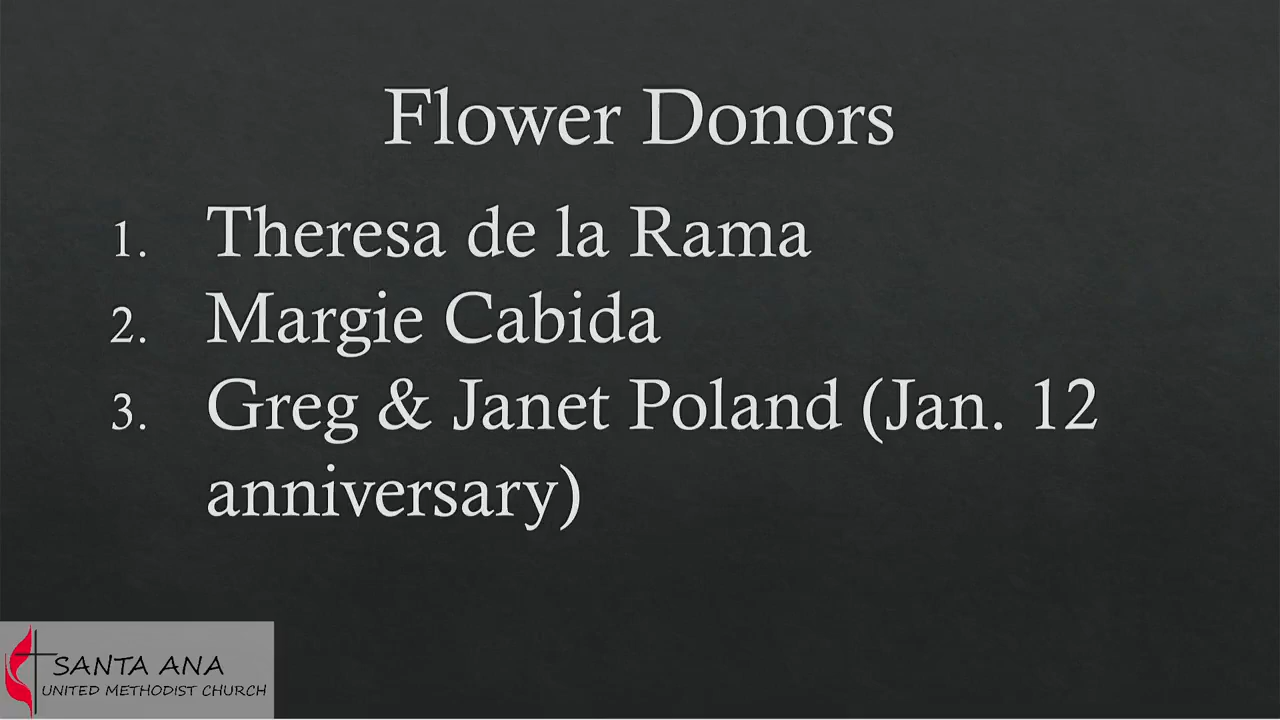 Flower Donors
1. Theresa de la Rama
2. Margie Cabida
3. Greg & Janet Poland (Jan. 12
anniversary)
SANTA ANA
UNITED METHODIST CHURCH